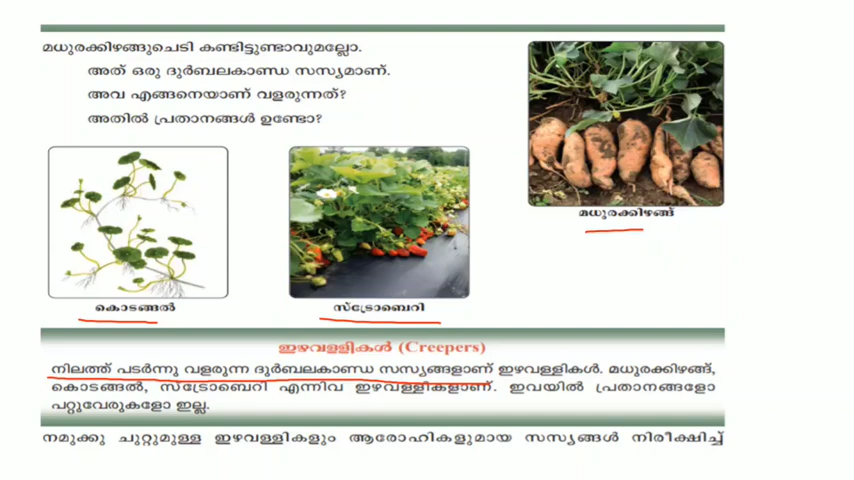 മധുരക്കിഴങ്ങുചെടി കണ്ടിട്ടുണ്ടാവുമല്ലോ.
അത് ഒരു ദുർബലകാണ്ഡ സസ്യമാണ്.
അവ എങ്ങനെയാണ് വളരുന്നത്?
അതിൽ പ്രതാനങ്ങൾ ഉണ്ടോ?
മധുരക്കിഴങ്ങ്
കൊടങ്ങൽ
സ്ട്രോബെറി
ഇഴവള്ളികൾ (Creepers)
നിലത്ത് പടർന്നു വളരുന്ന ദുർബലകാണ്ഡ സസ്യങ്ങളാണ് ഇഴവള്ളികൾ. മധുരക്കിഴങ്ങ്,
കൊടങ്ങൽ, സ്ട്രോബെറി എന്നിവ ഇഴവള്ളികളാണ്. ഇവയിൽ പ്രതാനങ്ങളോ
പറ്റുവേരുകളോ ഇല്ല.
നമുക്കു ചുറ്റുമുള്ള ഇഴവള്ളികളും ആരോഹികളുമായ സസ്യങ്ങൾ നിരീക്ഷിച്ച്